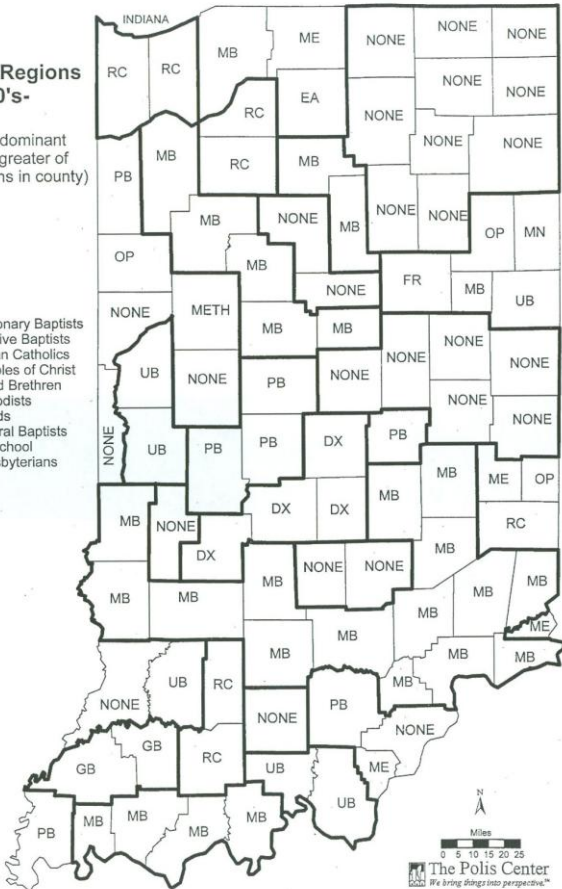 INDIANA
Regions
0's-
dominant
greater of
ns in county)
onary Baptists
ive Baptists
n Catholics
ples of Christ
d Brethren
odists
ds
ral Baptists
chool
sbyterians
RC
RC
MB
ME
NONE
NONE
NONE
RC
EA
NONE
NONE
NONE
PB
MB
RC
MB
NONE
NONE
MB
NONE
MB
NONE
NONE
OP
MN
OP
MB
NONE
FR
MB
UB
NONE
METH
MB
MB
NONE
NONE
NONE
UB
NONE
PB
NONE
NONE
NONE
NONE
UB
PB
PB
DX
PB
MB
NONE
DX
DX
MB
MB
ME
OP
RC
DX
MB
MB
MB
NONE
NONE
MB
MB
MB
ME
NONE
UB
RC
MB
MB
MB
MB
MB
NONE
PB
NONE
GB
GB
RC
UB
UB
ME
PB
MB
MB
MB
MB
N
Miles
0 5 10 15 20 25
The Polis Center
We bring things into perspective.℠